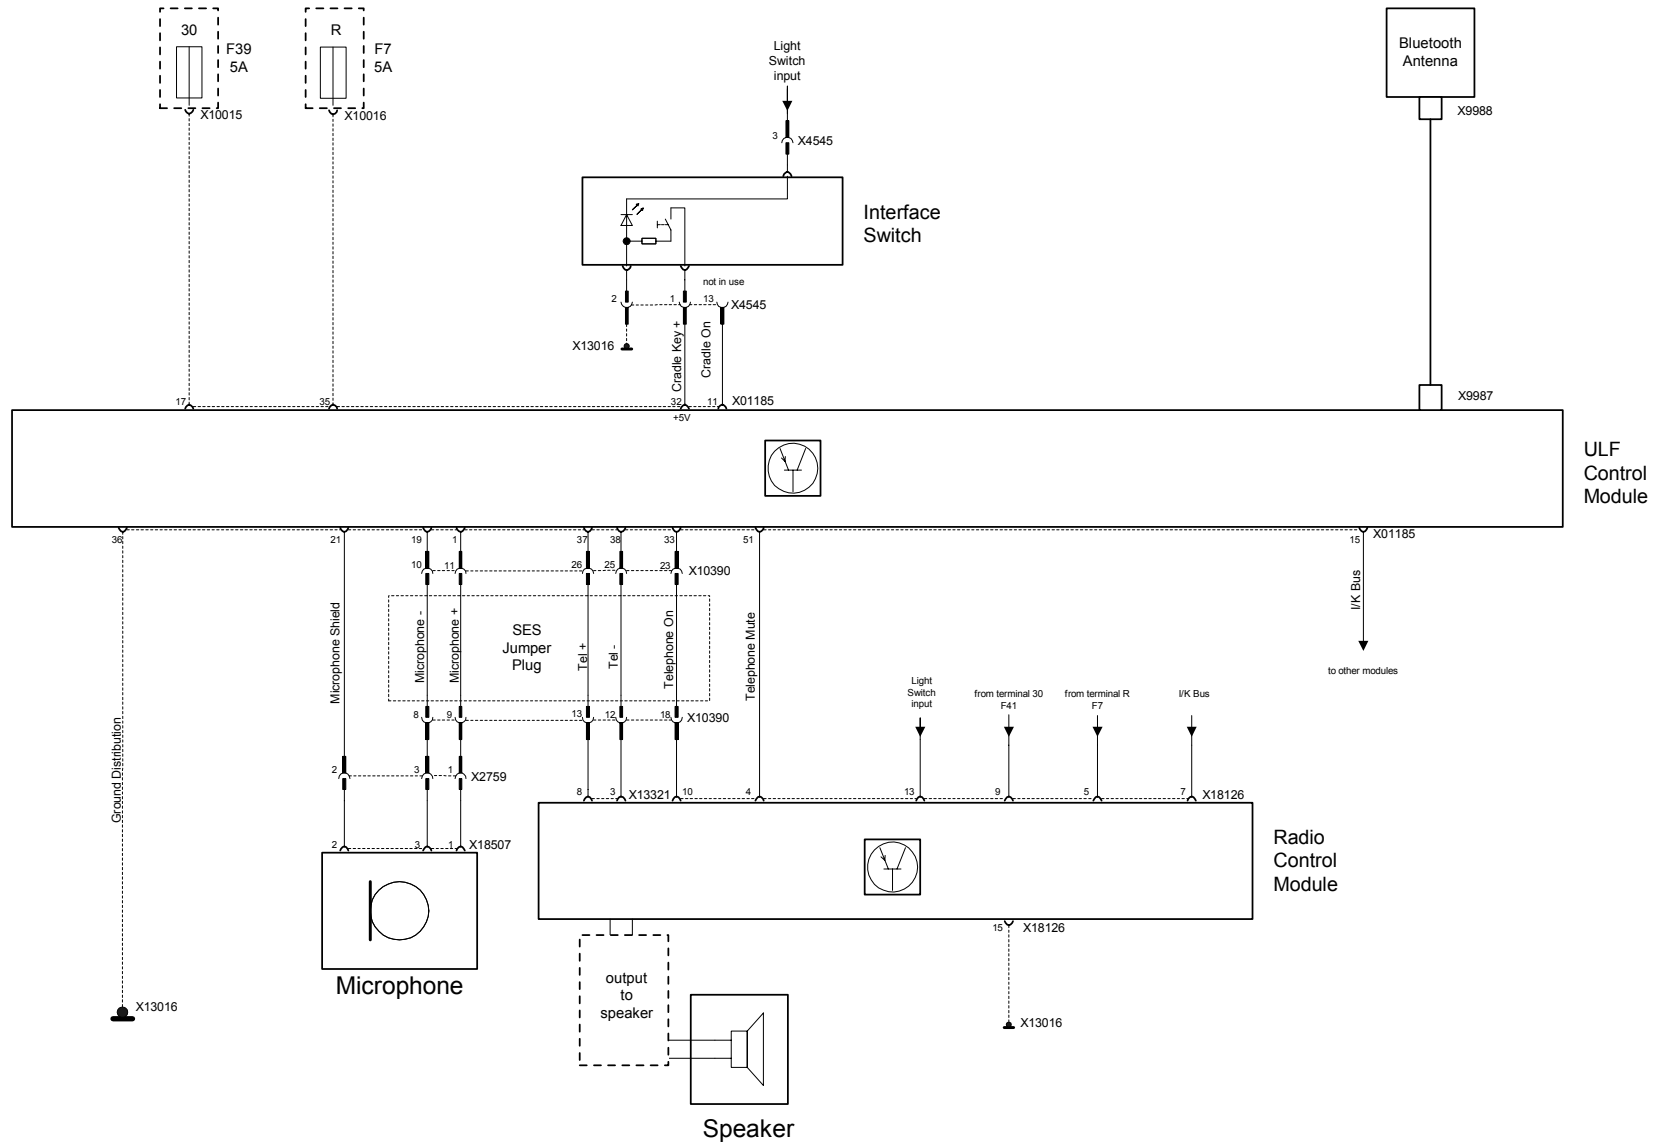 30
F39
5A
X10015
R
F7
5A
X10016
Light
Switch
input
3
X4545
Bluetooth
Antenna
X9988
Interface
Switch
not in use
2
1
13
X4545
X13016
Cradle Key +
Cradle On
17
35
32
11
X01185
+5V
X9987
ULF
Control
Module
36
21
19
1
37
38
33
51
15
X01185
10
11
26
25
23
X10390
Ground Distribution
Microphone Shield
Microphone -
Microphone +
SES
Jumper
Plug
Tel +
Tel -
Telephone On
Telephone Mute
I/K Bus
to other modules
8
9
13
12
18
X10390
2
3
1
X2759
Light
Switch
input
from terminal 30
F41
from terminal R
F7
I/K Bus
8
3
X13321
10
4
13
9
5
7
X18126
2
3
1
X18507
Radio
Control
Module
Microphone
15
X18126
output
to
speaker
X13016
X13016
Speaker